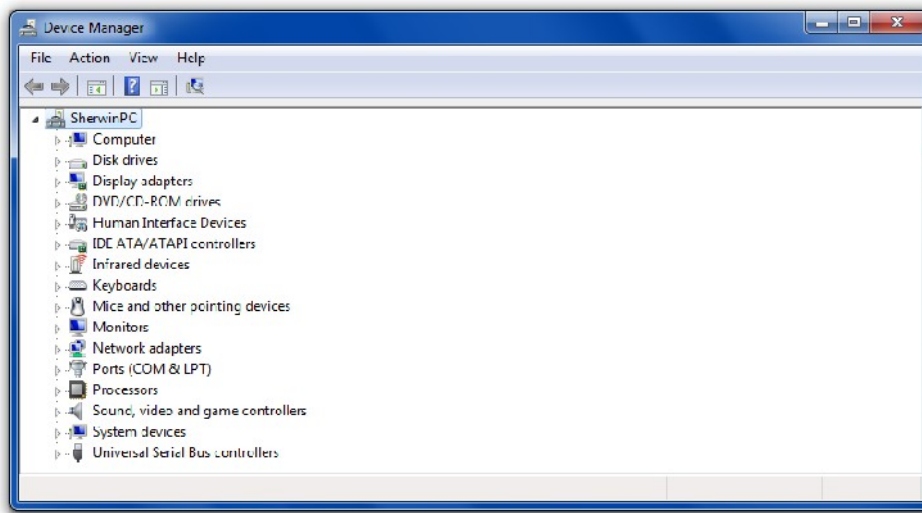 Device Manager
File Action View Help
SherwinPC
Computer
Disk drives
Display adapters
DVD/CD-ROM drives
Human Interface Devices
IDE ATA/ATAPI controllers
Infrared devices
Keyboards
Mice and other pointing devices
Monitors
Network adapters
Ports (COM & LPT)
Processors
Sound, video and game controllers
System devices
Universal Serial Bus controllers